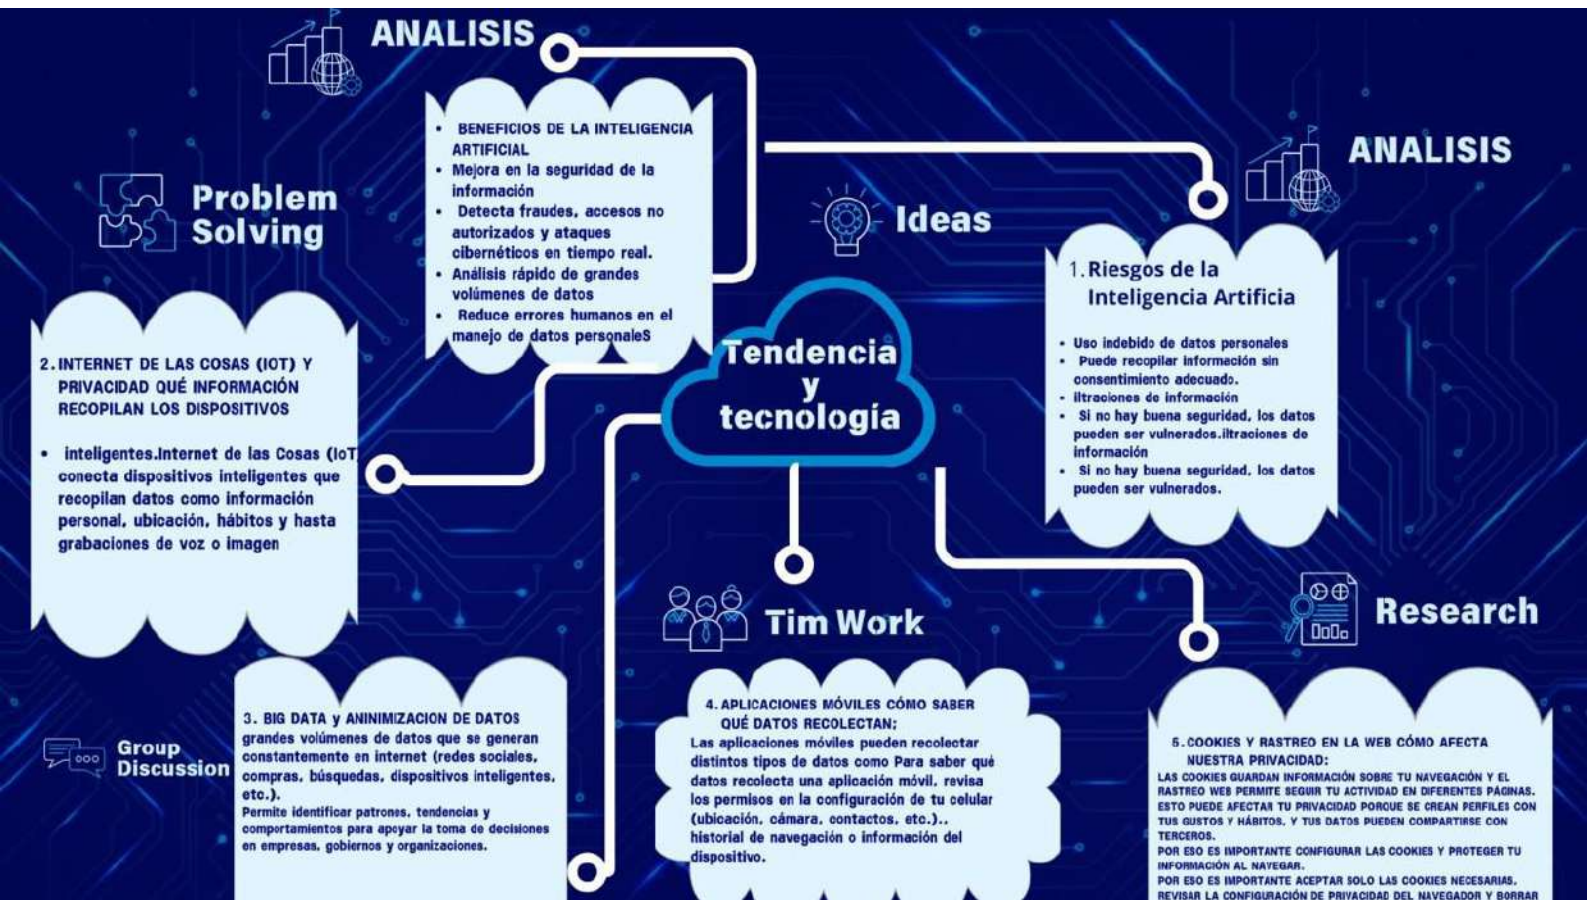 ANALISIS
• BENEFICIOS DE LA INTELIGENCIA
ARTIFICIAL
• Mejora en la seguridad de la
información
• Detecta fraudes, accesos no
autorizados y ataques
cibernéticos en tiempo real.
• Análisis rápido de grandes
volúmenes de datos
• Reduce errores humanos en el
manejo de datos personaleS
ANALISIS
1. Riesgos de la
Inteligencia Artificia
• Uso indebido de datos personales
• Puede recopilar información sin
consentimiento adecuado.
- iltraciones de información
• Si no hay buena seguridad, los datos
pueden ser vulnerados.iltraciones de
información
• Si no hay buena seguridad, los datos
pueden ser vulnerados.
Problem
Solving
2. INTERNET DE LAS COSAS (IOT) Y
PRIVACIDAD QUÉ INFORMACIÓN
RECOPILAN LOS DISPOSITIVOS
• inteligentes.Internet de las Cosas (IoT
conecta dispositivos inteligentes que
recopilan datos como información
personal, ubicación, hábitos y hasta
grabaciones de voz o imagen
Ideas
Tendencia
y
tecnología
Group
Discussion
3. BIG DATA y ANINIMIZACION DE DATOS
grandes volúmenes de datos que se generan
constantemente en internet (redes sociales,
compras, búsquedas, dispositivos inteligentes,
etc.).
Permite identificar patrones, tendencias y
comportamientos para apoyar la toma de decisiones
en empresas, gobiernos y organizaciones.
Tim Work
4. APLICACIONES MÓVILES CÓMO SABER
QUÉ DATOS RECOLECTAN:
Las aplicaciones móviles pueden recolectar
distintos tipos de datos como Para saber qué
datos recolecta una aplicación móvil, revisa
los permisos en la configuración de tu celular
(ubicación, cámara, contactos, etc.)..
historial de navegación o información del
dispositivo.
Research
5. COOKIES Y RASTREO EN LA WEB CÓMO AFECTA
NUESTRA PRIVACIDAD:
LAS COOKIES GUARDAN INFORMACIÓN SOBRE TU NAVEGACIÓN Y EL
RASTREO WEB PERMITE SEGUIR TU ACTIVIDAD EN DIFERENTES PÁGINAS.
ESTO PUEDE AFECTAR TU PRIVACIDAD PORQUE SE CREAN PERFILES CON
TUS GUSTOS Y HÁBITOS, Y TUS DATOS PUEDEN COMPARTIRSE CON
TERCEROS.
POR ESO ES IMPORTANTE CONFIGURAR LAS COOKIES Y PROTEGER TU
INFORMACIÓN AL NAVEGAR.
POR ESO ES IMPORTANTE ACEPTAR SOLO LAS COOKIES NECESARIAS,
REVISAR LA CONFIGURACIÓN DE PRIVACIDAD DEL NAVEGADOR Y BORRAR